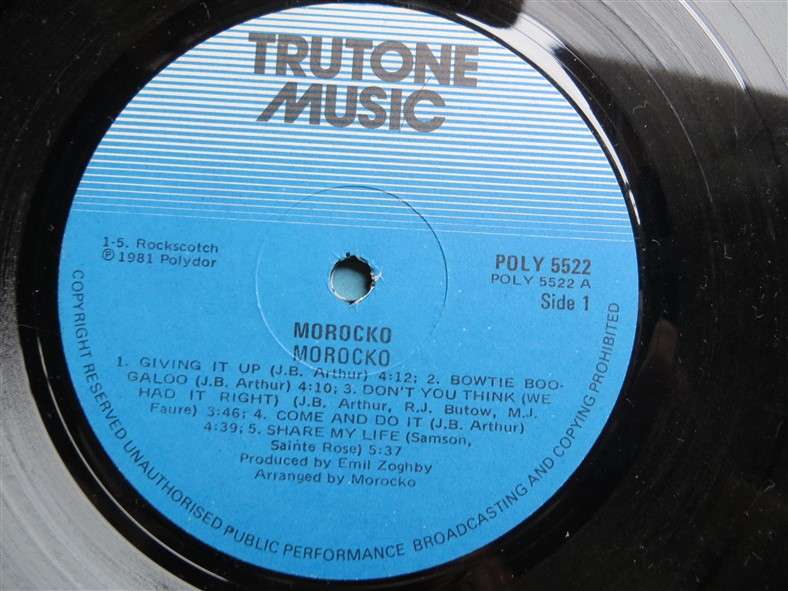 TRUTONE
MUSIC
1-5. Rockscotch
℗ 1981 Polydor
POLY 5522
POLY 5522 A
Side 1
MOROCKO
MOROCKO
1. GIVING IT UP (J.B. Arthur) 4:12; 2. BOWTIE BOO-
GALOO (J.B. Arthur) 4:10; 3. DON'T YOU THINK (WE
HAD IT RIGHT) (J.B. Arthur, R.J. Butow, M.J.
Faure) 3:46; 4. COME AND DO IT (J.B. Arthur)
4:39; 5. SHARE MY LIFE (Samson,
Sainte Rose) 5:37
Produced by Emil Zoghby
Arranged by Morocko
COPYRIGHT RESERVED UNAUTHORISED PUBLIC PERFORMANCE BROADCASTING AND COPYING PROHIBITED